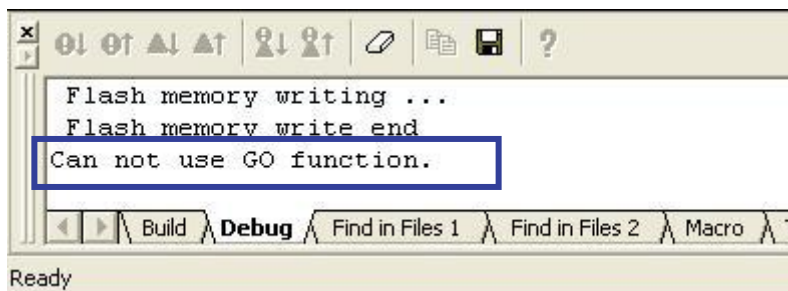 Flash memory writing ...
Flash memory write end
Can not use GO function.
Build Debug Find in Files 1 Find in Files 2 Macro
Ready